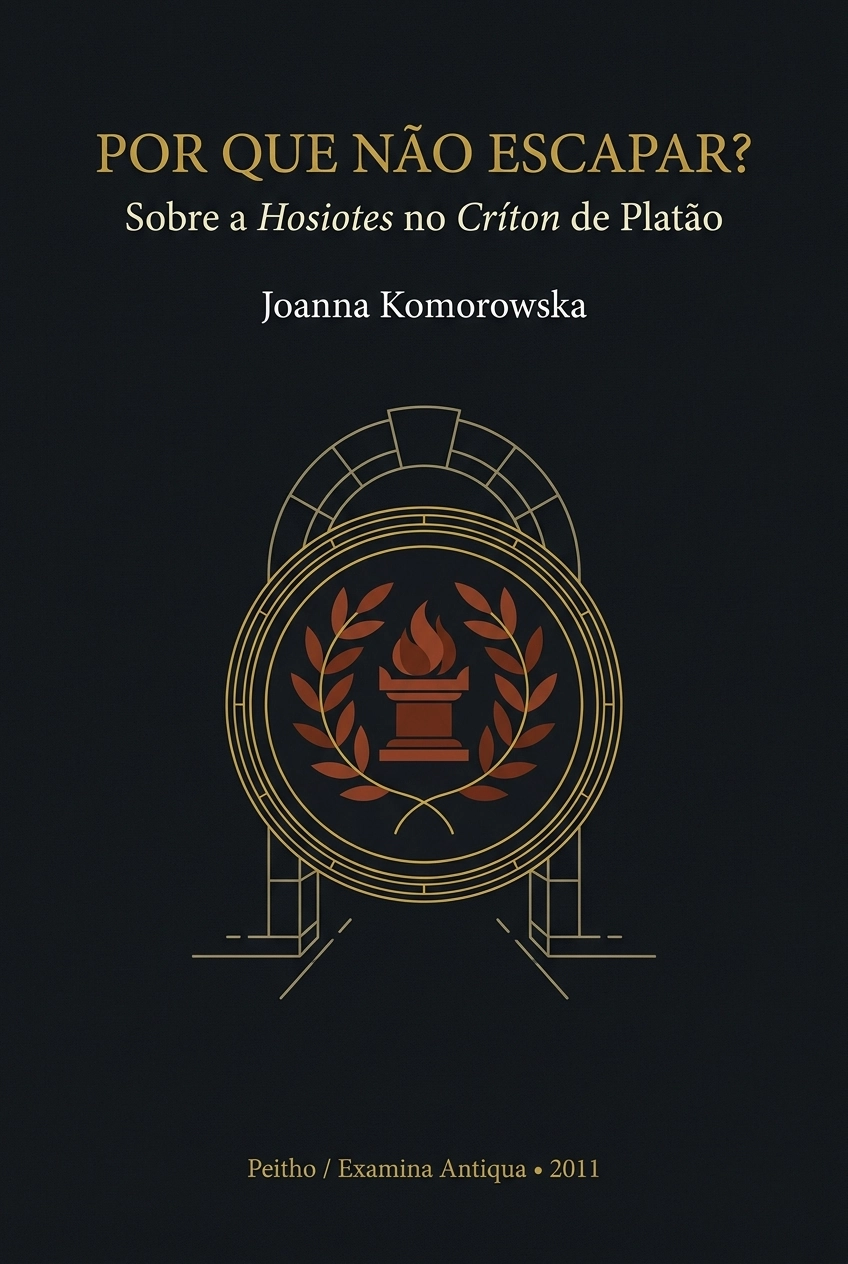 POR QUE NÃO ESCAPAR?
Sobre a Hosiotes no Críton de Platão
Joanna Komorowska
Peitho / Examina Antiqua • 2011